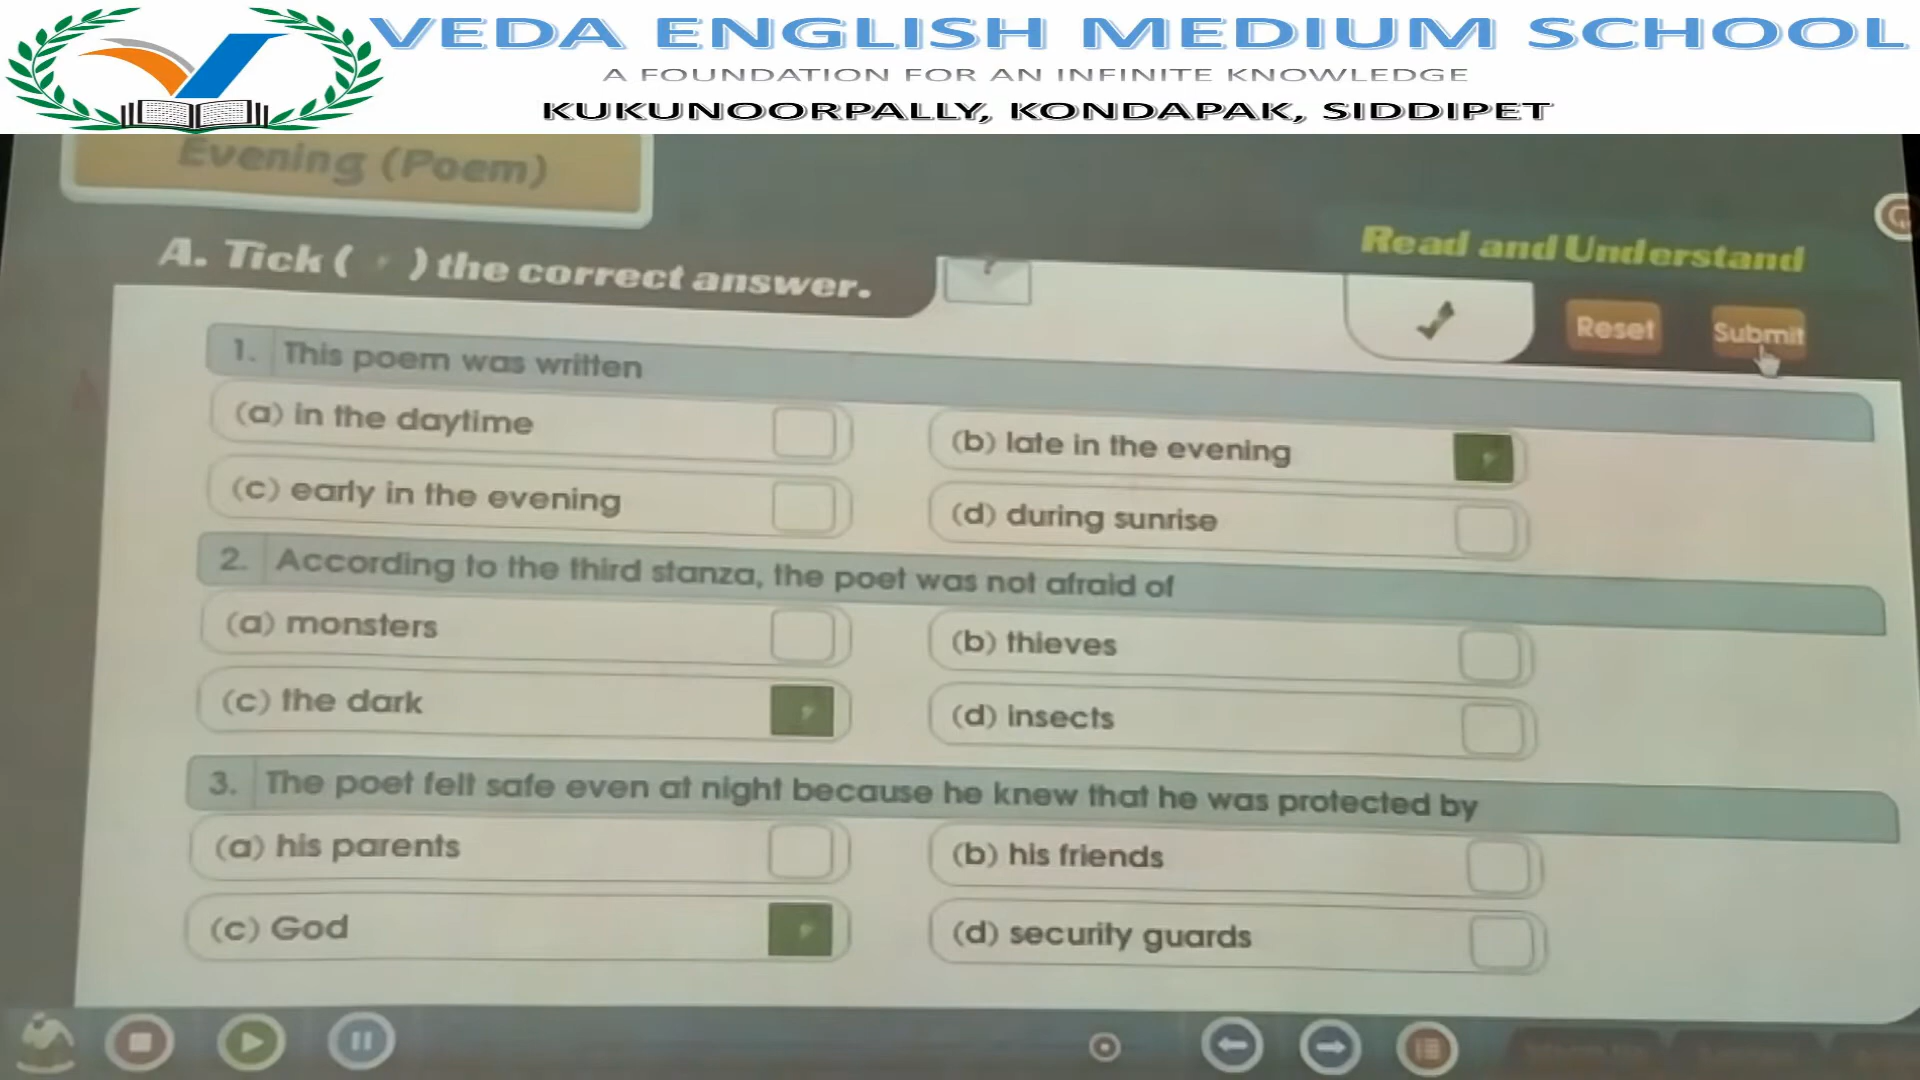 VEDA ENGLISH MEDIUM SCHOOL
A FOUNDATION FOR AN INFINITE KNOWLEDGE
KUKUNOORPALLY, KONDAPAK, SIDDIPET
Evening (Poem)
Read and Understand
A. Tick ( ) the correct answer.
Reset
Submit
1. This poem was written
(a) in the daytime
(b) late in the evening
(c) early in the evening
(d) during sunrise
2. According to the third stanza, the poet was not afraid of
(a) monsters
(b) thieves
(c) the dark
(d) insects
3. The poet felt safe even at night because he knew that he was protected by
(a) his parents
(b) his friends
(c) God
(d) security guards